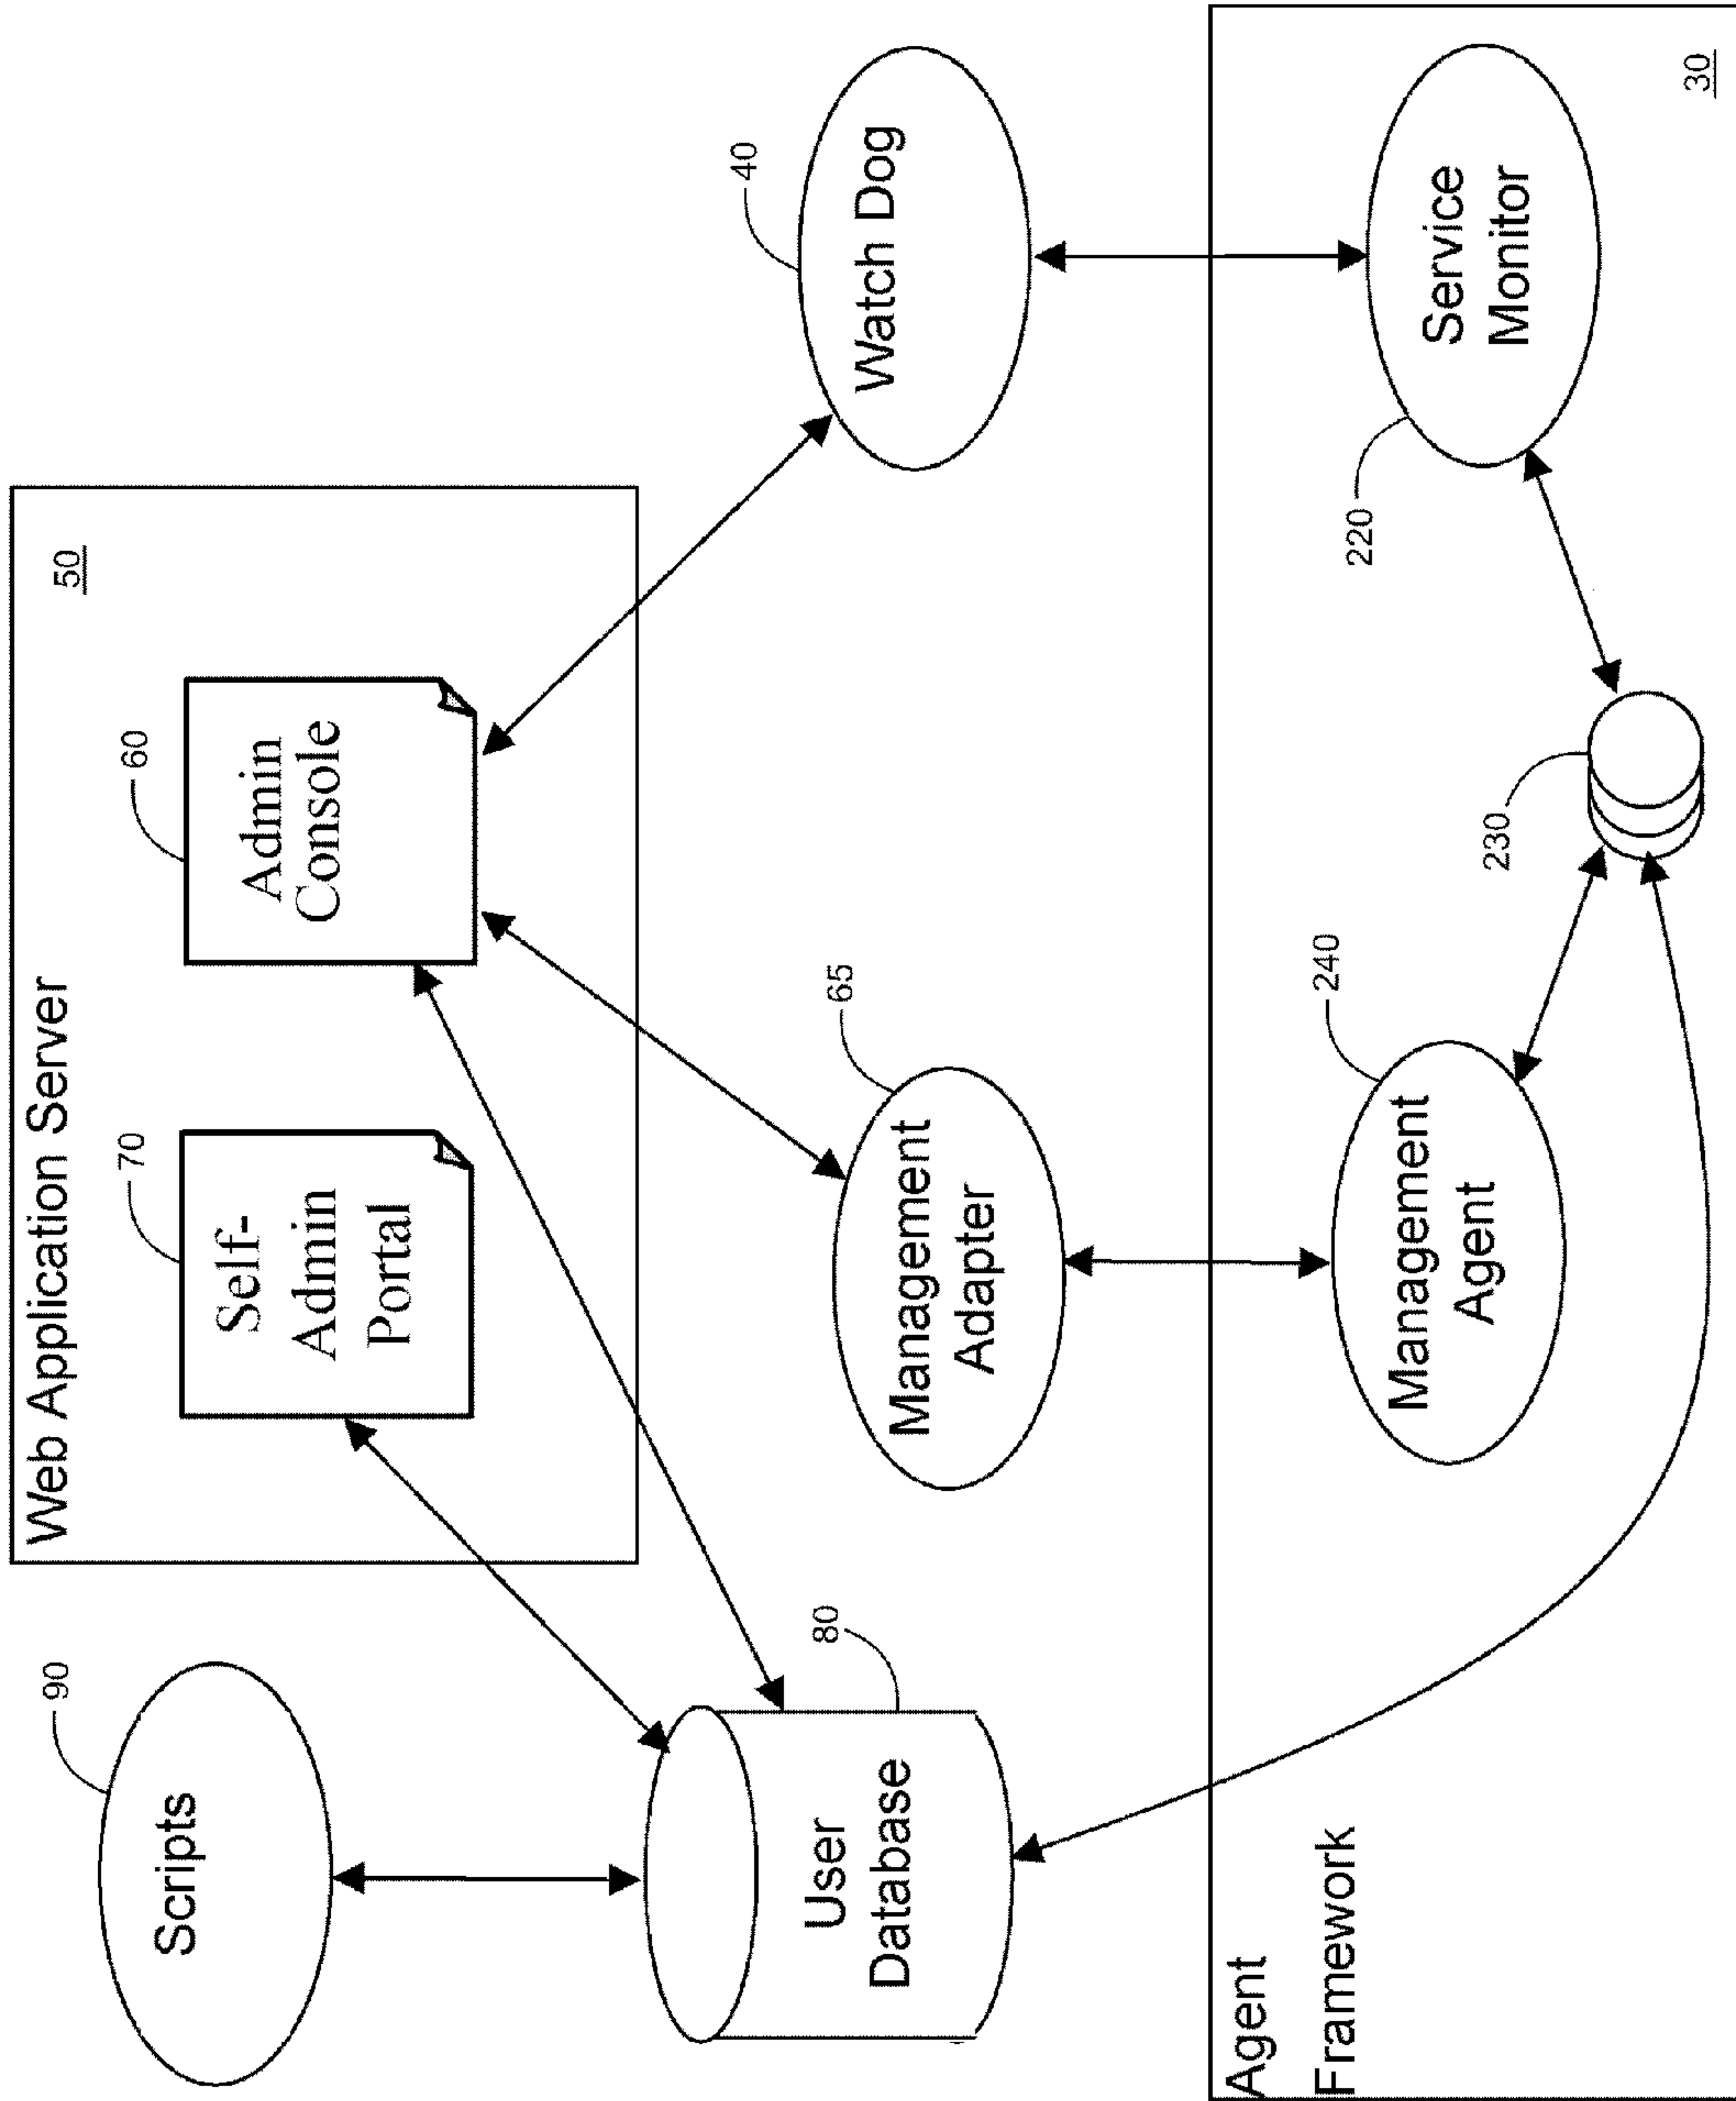 Web Application Server
50
90
Scripts
70
Self-
Admin
Portal
60
Admin
Console
80
User
Database
65
Management
Adapter
40
Watch Dog
Agent
Framework
30
240
Management
Agent
230
220
Service
Monitor